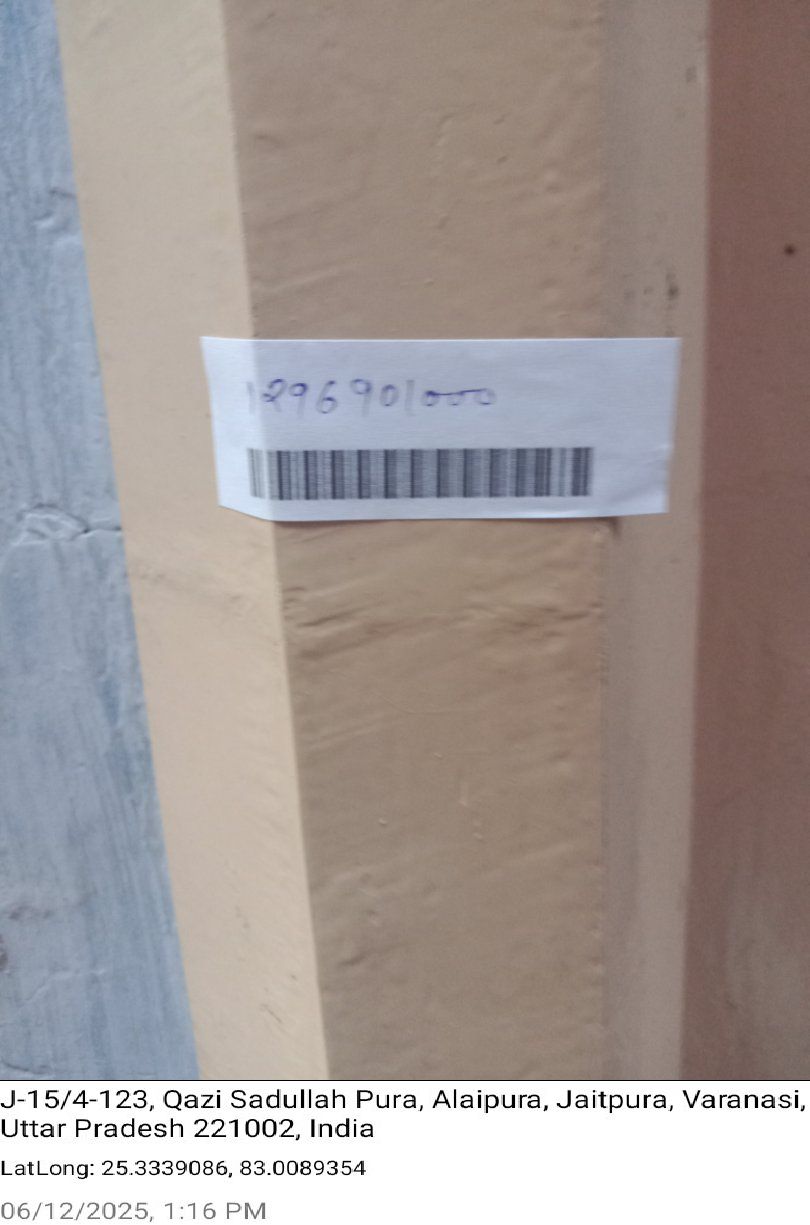 1296901000
J-15/4-123, Qazi Sadullah Pura, Alaipura, Jaitpura, Varanasi,
Uttar Pradesh 221002, India
LatLong: 25.3339086, 83.0089354
06/12/2025, 1:16 PM